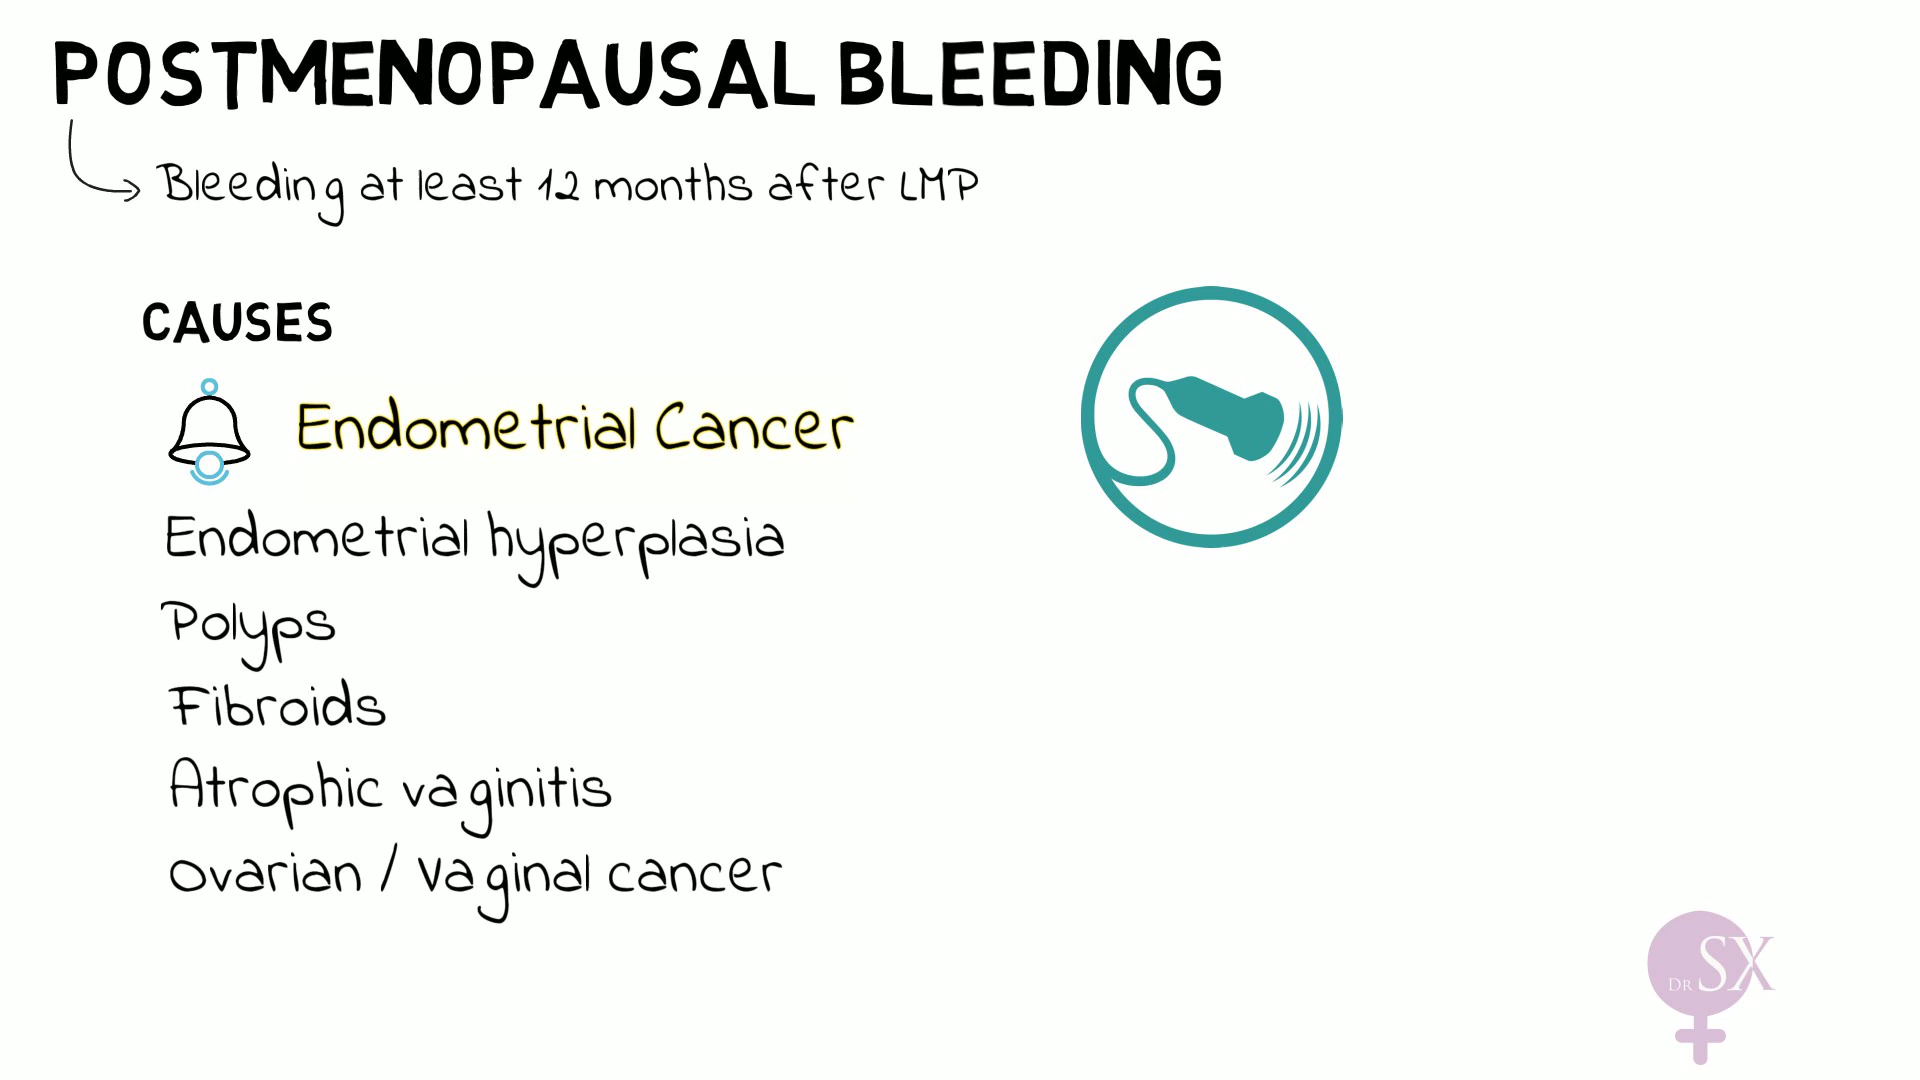 POSTMENOPAUSAL BLEEDING
Bleeding at least 12 months after LMP
CAUSES
Endometrial Cancer
Endometrial hyperplasia
Polyps
Fibroids
Atrophic vaginitis
Ovarian / Vaginal cancer
DR SX